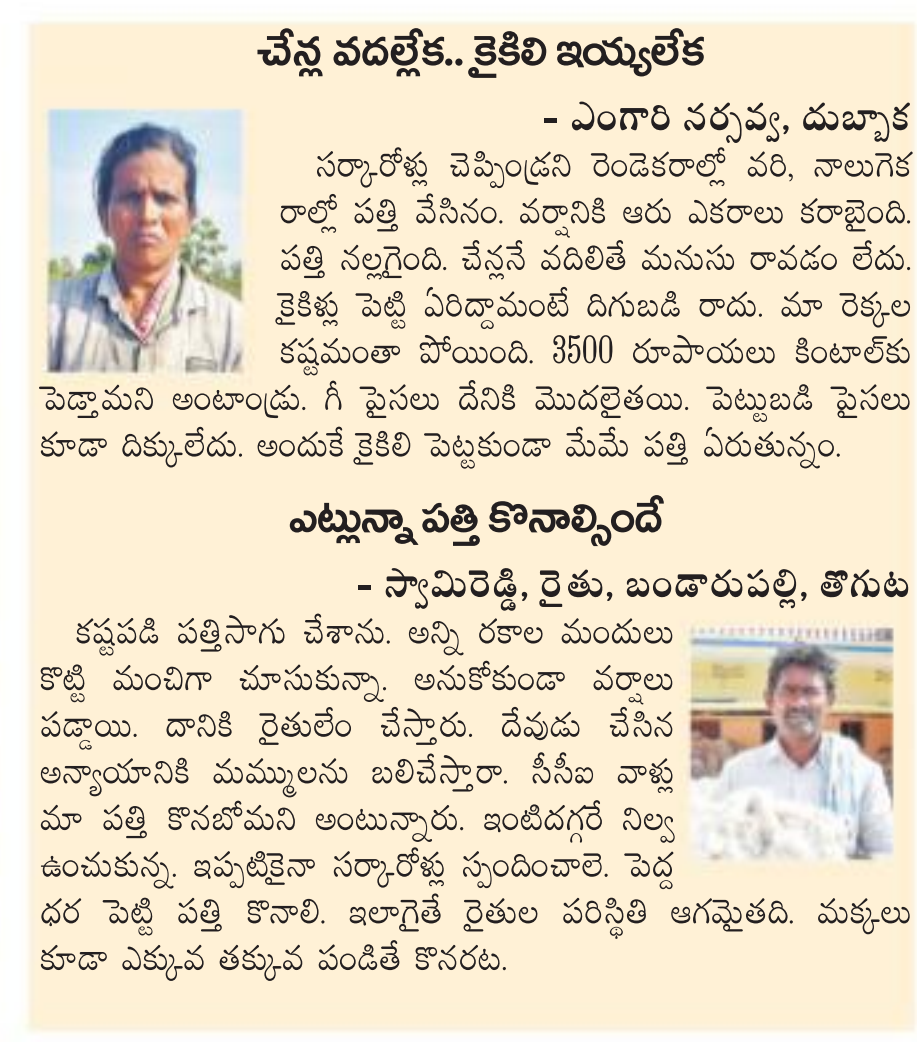 చేన్ల వదల్లేక.. కైకిలి ఇయ్యలేక
- ఎంగారి నర్సవ్వ, దుబ్బాక
సర్కారోళ్లు చెప్పిండ్రని రెండెకరాల్లో వరి, నాలుగెక
రాల్లో పత్తి వేసినం. వర్షానికి ఆరు ఎకరాలు కరాబైంది.
పత్తి నల్లగైంది. చేన్లనే వదిలితే మనుసు రావడం లేదు.
కైకిళ్లు పెట్టి ఏరిద్దామంటే దిగుబడి రాదు. మా రెక్కల
కష్టమంతా పోయింది. 3500 రూపాయలు కింటాల్‌కు
పెడ్తామని అంటాండ్రు. గీ పైసలు దేనికి మొదలైతయి. పెట్టుబడి పైసలు
కూడా దిక్కులేదు. అందుకే కైకిలి పెట్టకుండా మేమే పత్తి ఏరుతున్నం.
ఎట్లున్నా పత్తి కొనాల్సిందే
- స్వామిరెడ్డి, రైతు, బండారుపల్లి, తొగుట
కష్టపడి పత్తిసాగు చేశాను. అన్ని రకాల మందులు
కొట్టి మంచిగా చూసుకున్నా. అనుకోకుండా వర్షాలు
పడ్డాయి. దానికి రైతులేం చేస్తారు. దేవుడు చేసిన
అన్యాయానికి మమ్ములను బలిచేస్తారా. సీసీఐ వాళ్లు
మా పత్తి కొనబోమని అంటున్నారు. ఇంటిదగ్గరే నిల్వ
ఉంచుకున్న. ఇప్పటికైనా సర్కారోళ్లు స్పందించాలె. పెద్ద
ధర పెట్టి పత్తి కొనాలి. ఇలాగైతే రైతుల పరిస్థితి ఆగమైతది. మక్కలు
కూడా ఎక్కువ తక్కువ పండితే కొనరట.